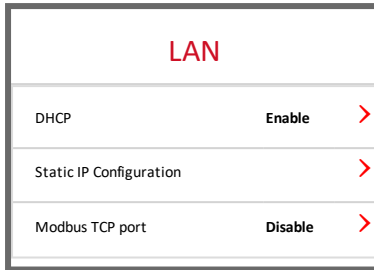 LAN
DHCP Enable
Static IP Configuration
Modbus TCP port Disable